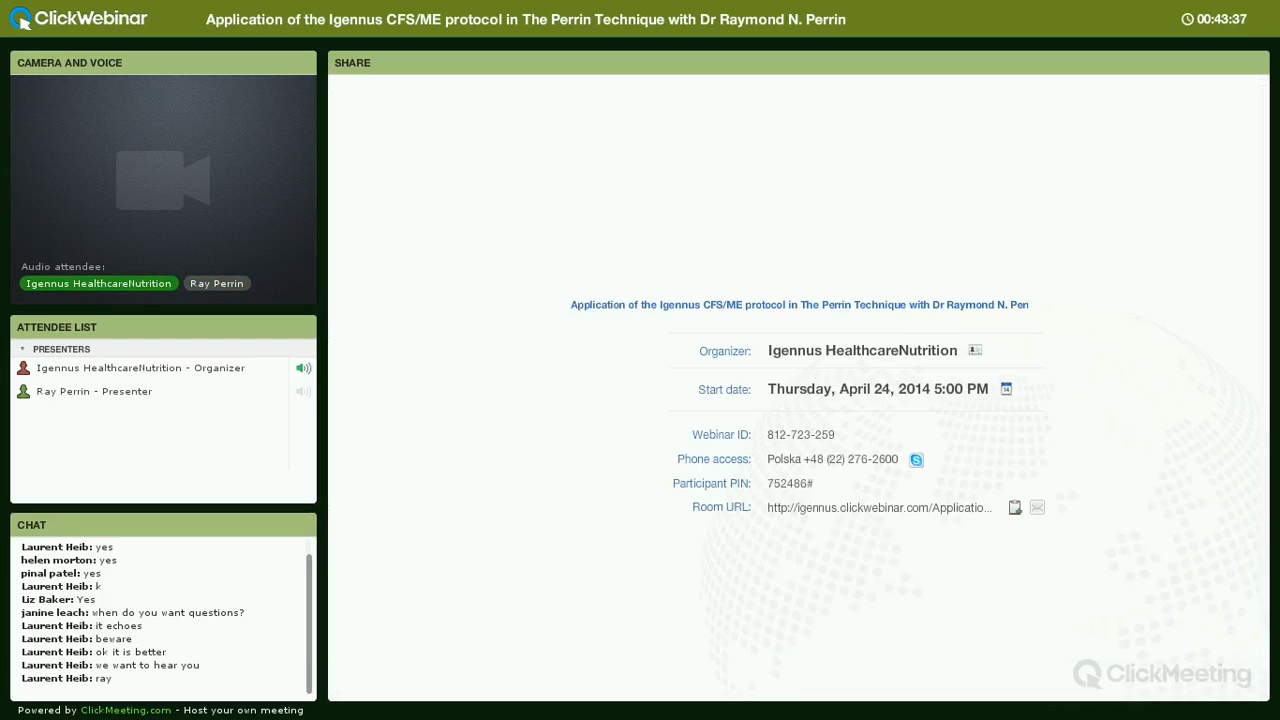 ClickWebinar
Application of the Igennus CFS/ME protocol in The Perrin Technique with Dr Raymond N. Perrin
00:43:37
CAMERA AND VOICE
Audio attendee:
Igennus HealthcareNutrition
Ray Perrin
ATTENDEE LIST
PRESENTERS
Igennus HealthcareNutrition - Organizer
Ray Perrin - Presenter
CHAT
Laurent Heib: yes
helen morton: yes
pinal patel: yes
Laurent Heib: k
Liz Baker: Yes
janine leach: when do you want questions?
Laurent Heib: it echoes
Laurent Heib: beware
Laurent Heib: ok it is better
Laurent Heib: we want to hear you
Laurent Heib: ray
Powered by ClickMeeting.com - Host your own meeting
SHARE
Application of the Igennus CFS/ME protocol in The Perrin Technique with Dr Raymond N. Perr
Organizer: Igennus HealthcareNutrition
Start date: Thursday, April 24, 2014 5:00 PM
14
Webinar ID: 812-723-259
Phone access: Polska +48 (22) 276-2600
Participant PIN: 752486#
Room URL: http://igennus.clickwebinar.com/Applicatio...
ClickMeeting